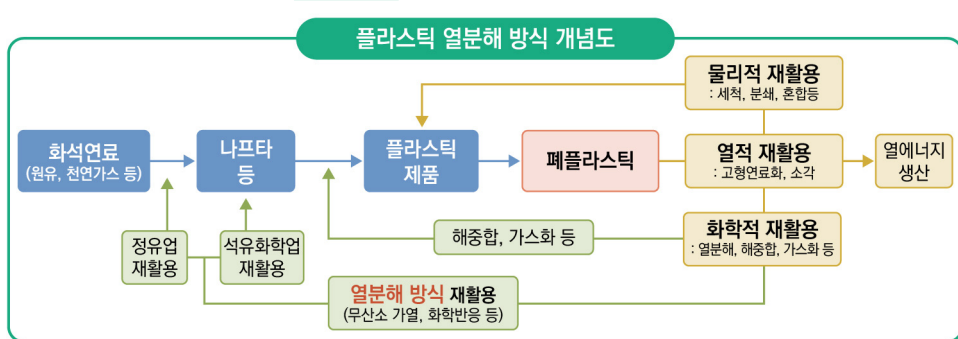 플라스틱 열분해 방식 개념도
물리적 재활용
: 세척, 분쇄, 혼합등
화석연료
(원유, 천연가스 등)
나프타
등
플라스틱
제품
폐플라스틱
열적 재활용
: 고형연료화, 소각
열에너지
생산
정유업
재활용
석유화학업
재활용
해중합, 가스화 등
화학적 재활용
: 열분해, 해중합, 가스화 등
열분해 방식 재활용
(무산소 가열, 화학반응 등)